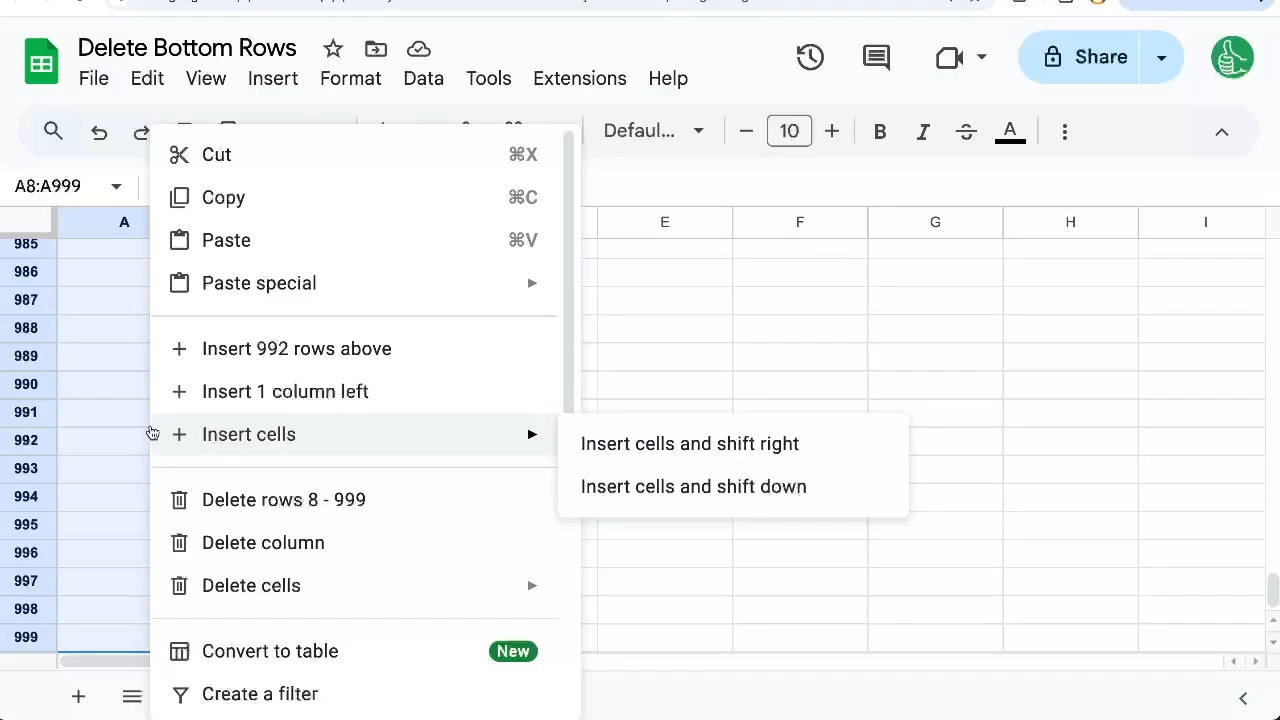 Delete Bottom Rows
File Edit View Insert Format Data Tools Extensions Help
Share
Defaul... 10 B I S A
A8:A999
A E F G H I
985
986
987
988
989
990
991
992
993
994
995
996
997
998
999
Cut ⌘X
Copy ⌘C
Paste ⌘V
Paste special
Insert 992 rows above
Insert 1 column left
Insert cells
Insert cells and shift right
Insert cells and shift down
Delete rows 8 - 999
Delete column
Delete cells
Convert to table New
Create a filter